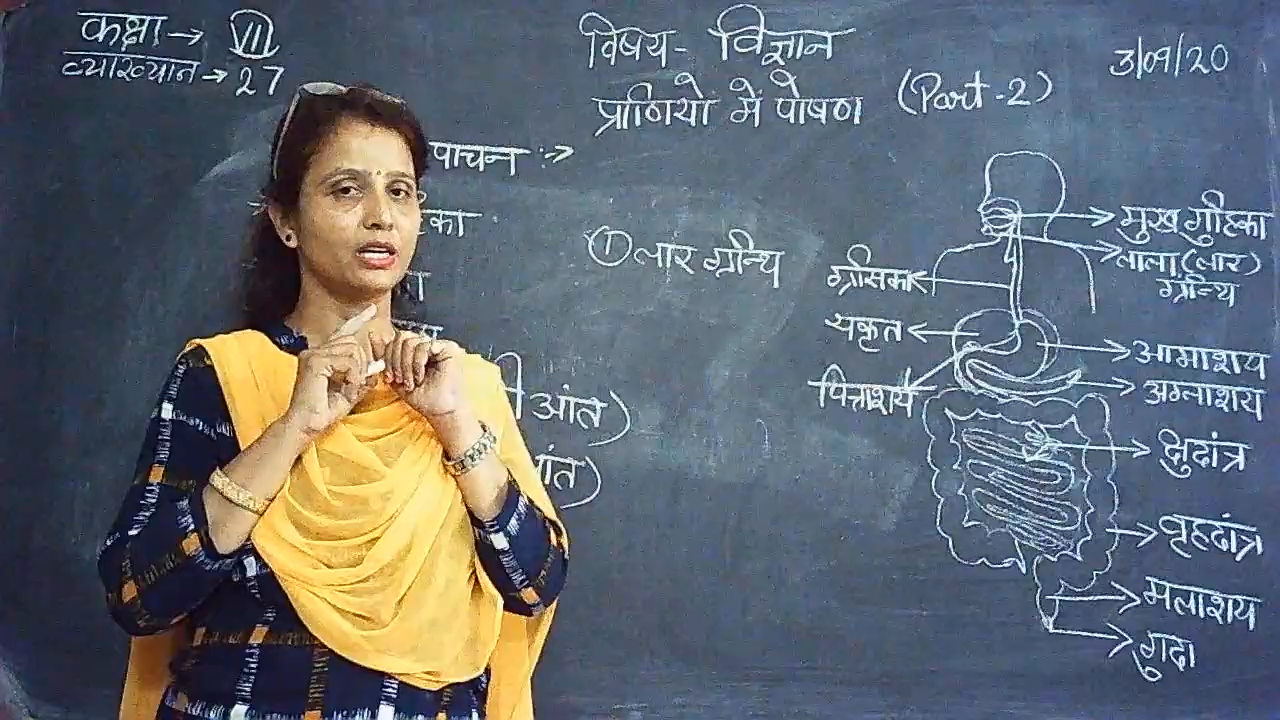 कक्षा → VII
व्याख्यान → 27
विषय - विज्ञान
3/09/20
प्राणियों में पोषण (Part-2)
पाचन :->
① लार ग्रन्थि
आंत)
मुख गुहिका
लाला (लार)
ग्रन्थि
ग्रसिका
यकृत
आमाशय
पित्ताशय
अग्नाशय
क्षुदांत्र
वृहदांत्र
मलाशय
गुदा